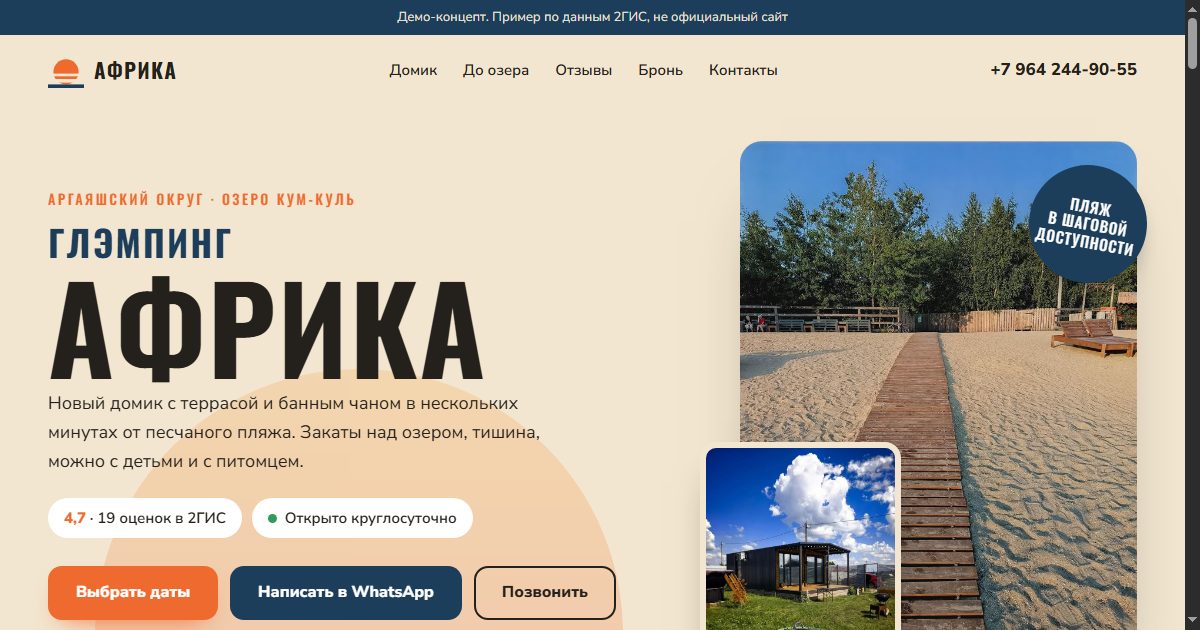 Демо-концепт. Пример по данным 2ГИС, не официальный сайт
АФРИКА
Домик
До озера
Отзывы
Бронь
Контакты
+7 964 244-90-55
АРГАЯШСКИЙ ОКРУГ · ОЗЕРО КУМ-КУЛЬ
ГЛЭМПИНГ
АФРИКА
Новый домик с террасой и банным чаном в нескольких
минутах от песчаного пляжа. Закаты над озером, тишина,
можно с детьми и с питомцем.
4,7 · 19 оценок в 2ГИС
Открыто круглосуточно
Выбрать даты
Написать в WhatsApp
Позвонить
ПЛЯЖ
В ШАГОВОЙ
ДОСТУПНОСТИ